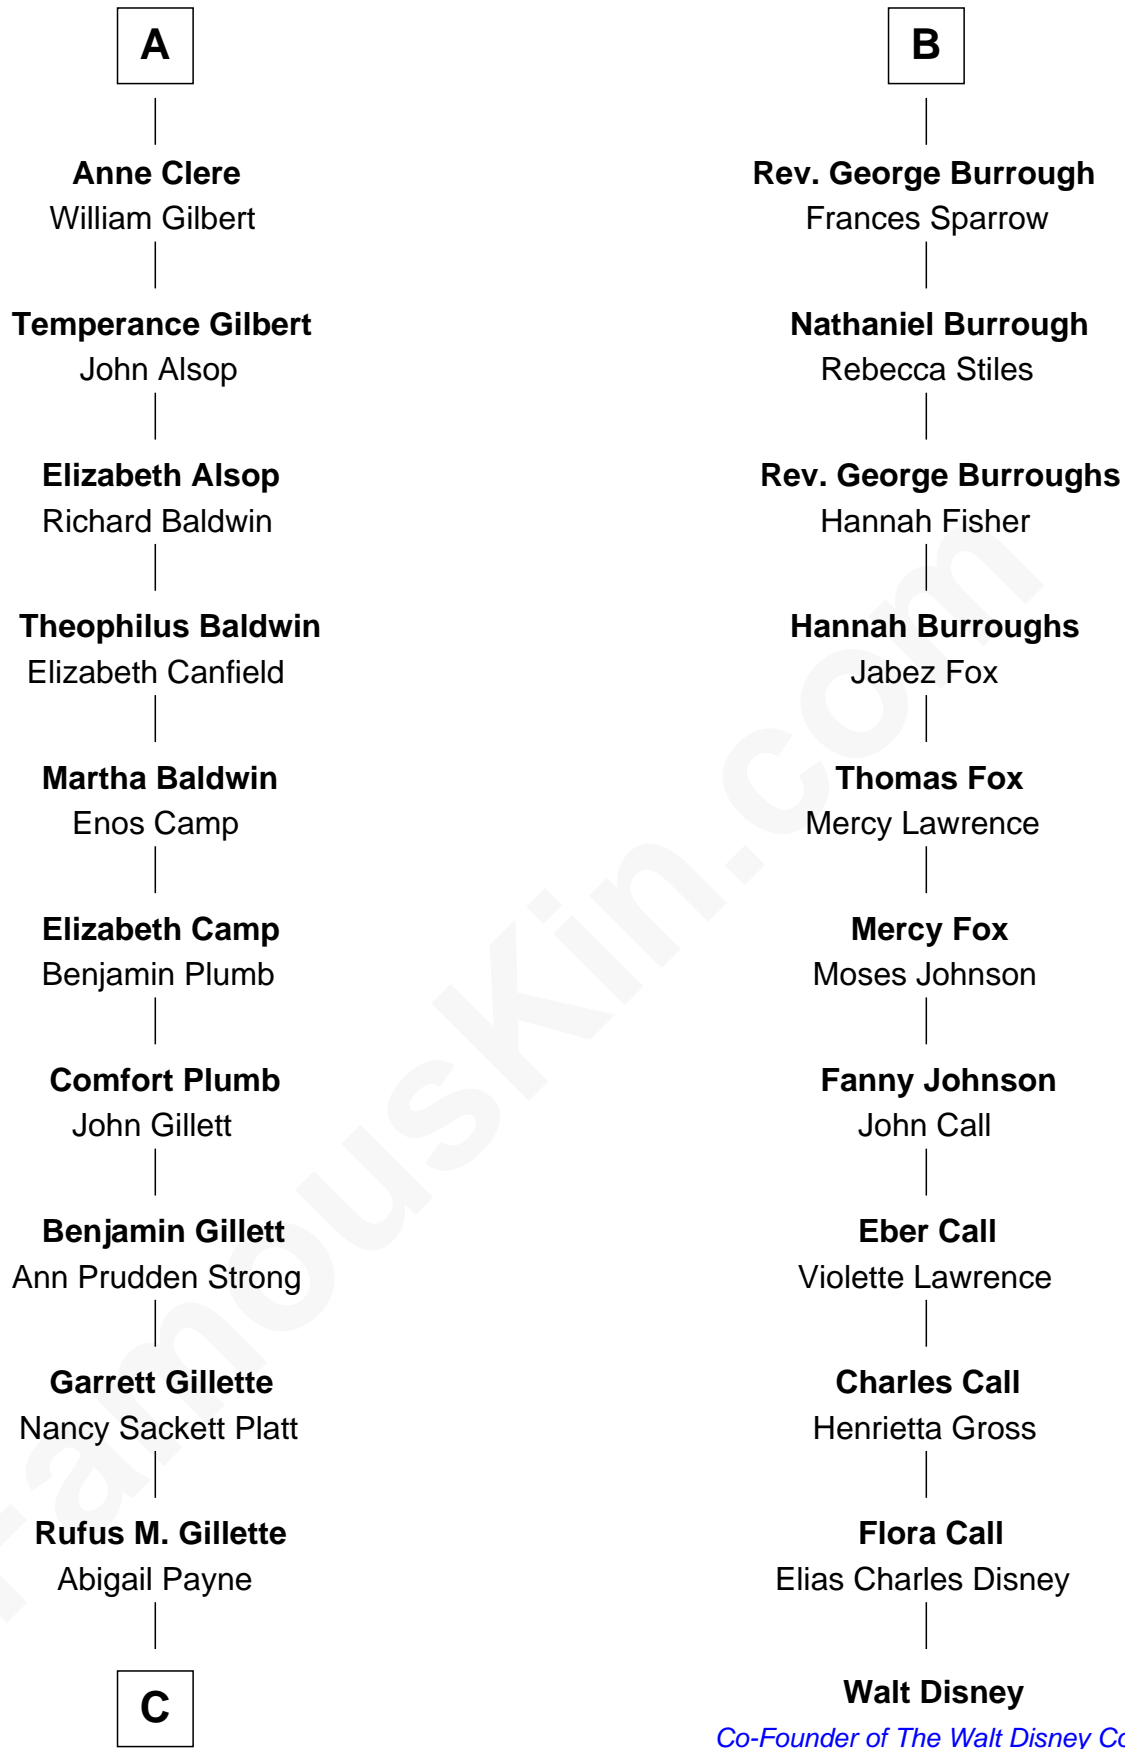 A
Anne Clere
William Gilbert
Temperance Gilbert
John Alsop
Elizabeth Alsop
Richard Baldwin
Theophilus Baldwin
Elizabeth Canfield
Martha Baldwin
Enos Camp
Elizabeth Camp
Benjamin Plumb
Comfort Plumb
John Gillett
Benjamin Gillett
Ann Prudden Strong
Garrett Gillette
Nancy Sackett Platt
Rufus M. Gillette
Abigail Payne
C
B
Rev. George Burrough
Frances Sparrow
Nathaniel Burrough
Rebecca Stiles
Rev. George Burroughs
Hannah Fisher
Hannah Burroughs
Jabez Fox
Thomas Fox
Mercy Lawrence
Mercy Fox
Moses Johnson
Fanny Johnson
John Call
Eber Call
Violette Lawrence
Charles Call
Henrietta Gross
Flora Call
Elias Charles Disney
Walt Disney
Co-Founder of The Walt Disney Co
FamousKin.com